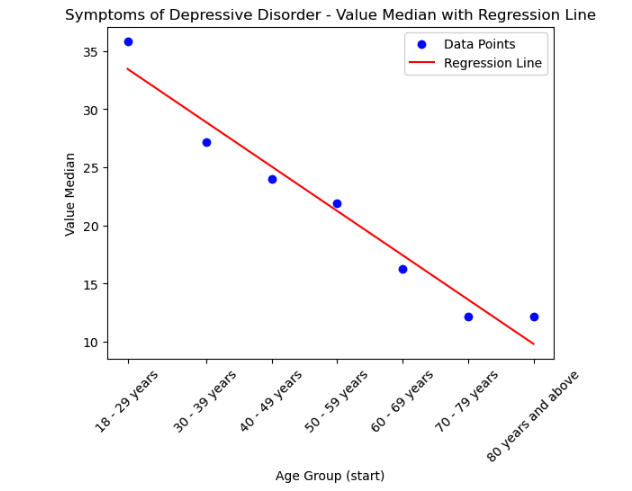 Symptoms of Depressive Disorder - Value Median with Regression Line
Data Points
Regression Line
Value Median
35
30
25
20
15
10
18 - 29 years
30 - 39 years
40 - 49 years
50 - 59 years
60 - 69 years
70 - 79 years
80 years and above
Age Group (start)